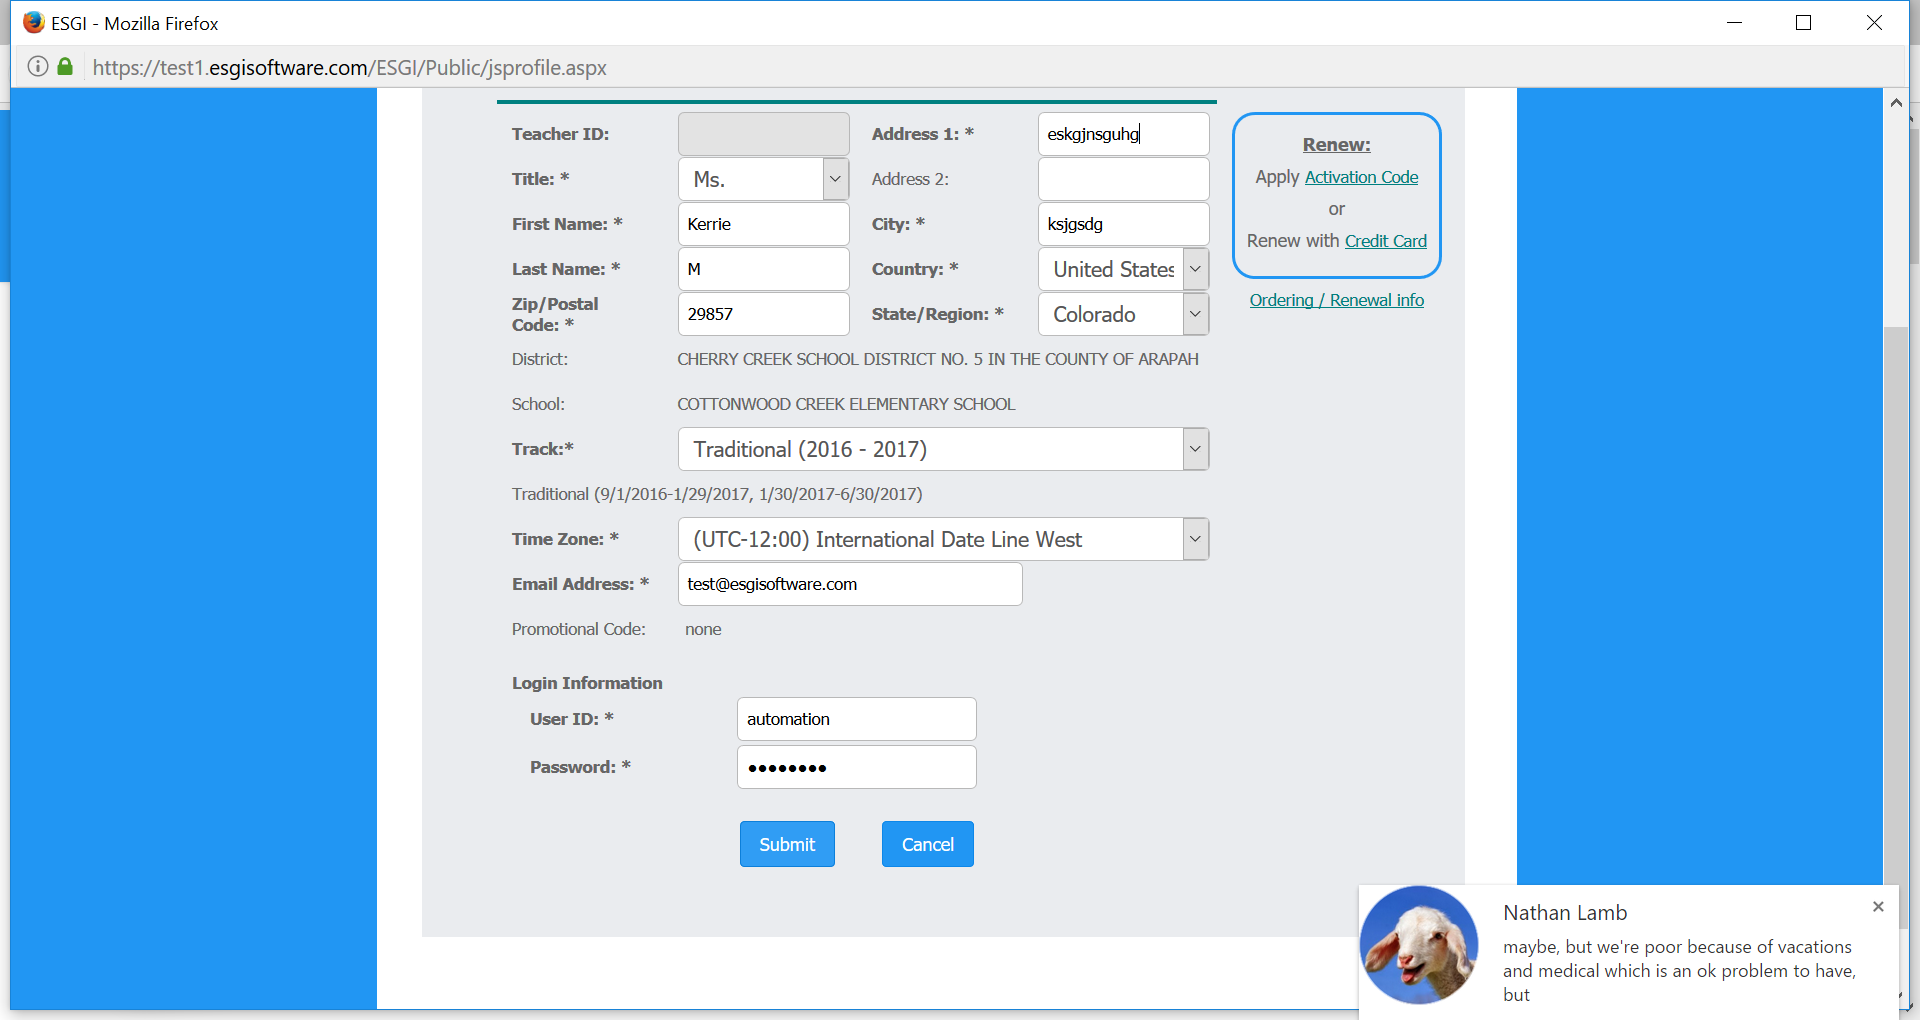 ESGI - Mozilla Firefox
https://test1.esgisoftware.com/ESGI/Public/jsprofile.aspx
Teacher ID: Address 1: * eskgjnsguhg
Title: * Ms. Address 2:
First Name: * Kerrie City: * ksjgsdg
Last Name: * M Country: * United States
Zip/Postal
Code: * 29857 State/Region: * Colorado
District: CHERRY CREEK SCHOOL DISTRICT NO. 5 IN THE COUNTY OF ARAPAH
School: COTTONWOOD CREEK ELEMENTARY SCHOOL
Track:* Traditional (2016 - 2017)
Traditional (9/1/2016-1/29/2017, 1/30/2017-6/30/2017)
Time Zone: * (UTC-12:00) International Date Line West
Email Address: * test@esgisoftware.com
Promotional Code: none
Login Information
User ID: * automation
Password: * ●●●●●●●●
Submit Cancel
Renew:
Apply Activation Code
or
Renew with Credit Card
Ordering / Renewal info
Nathan Lamb
maybe, but we're poor because of vacations
and medical which is an ok problem to have,
but